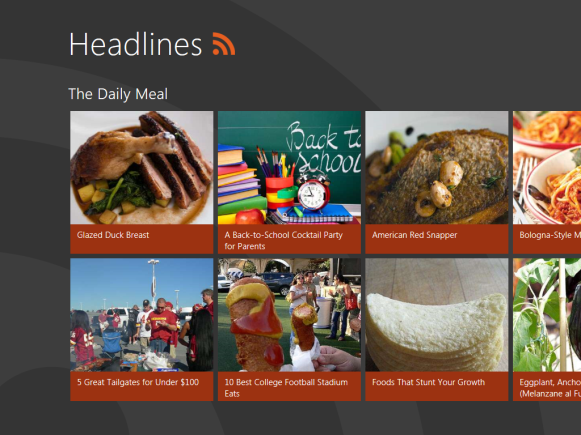 Headlines
The Daily Meal
Back to
school
Glazed Duck Breast
A Back-to-School Cocktail Party
for Parents
American Red Snapper
Bologna-Style M
5 Great Tailgates for Under $100
10 Best College Football Stadium
Eats
Foods That Stunt Your Growth
Eggplant, Ancho
(Melanzane al Fu